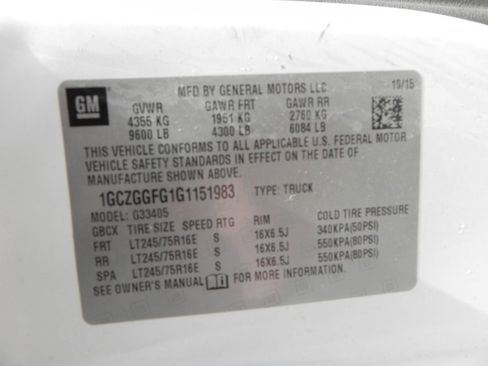 GM
MFD BY GENERAL MOTORS LLC 10/15
GVWR GAWR FRT GAWR RR
4355 KG 1951 KG 2760 KG
9600 LB 4300 LB 6084 LB
THIS VEHICLE CONFORMS TO ALL APPLICABLE U.S. FEDERAL MOTOR
VEHICLE SAFETY STANDARDS IN EFFECT ON THE DATE OF
MANUFACTURE SHOWN ABOVE.
1GCZGGFG1G1151983 TYPE: TRUCK
MODEL: G33405
GBCX TIRE SIZE SPEED RTG RIM COLD TIRE PRESSURE
FRT LT245/75R16E S 16X6.5J 340KPA(50PSI)
RR LT245/75R16E S 16X6.5J 550KPA(80PSI)
SPA LT245/75R16E S 16X6.5J 550KPA(80PSI)
SEE OWNER'S MANUAL FOR MORE INFORMATION.